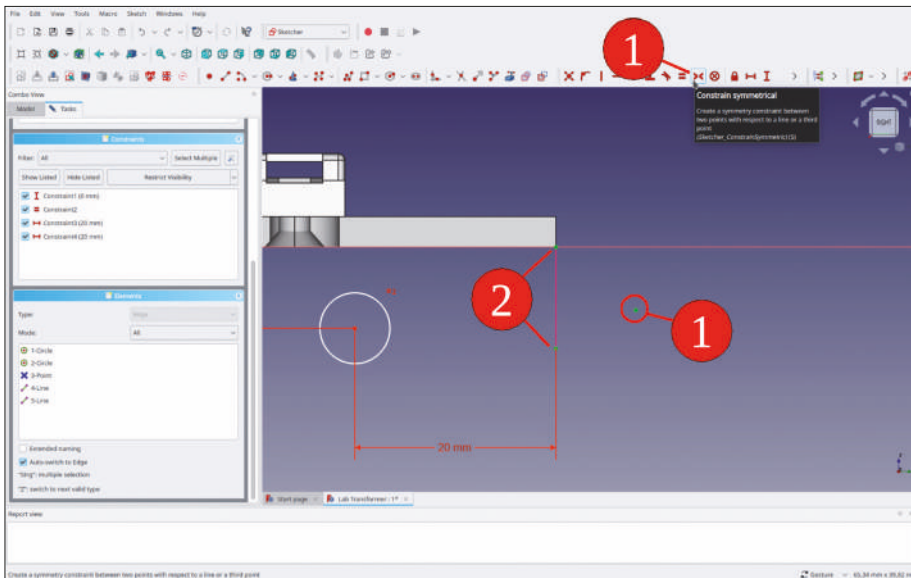 File Edit View Tools Macro Sketch Windows Help
Sketcher
1
Constrain symmetrical
Create a symmetry constraint between
two points with respect to a line or a third
point
(Sketcher_ConstrainSymmetric)(S)
RIGHT
Combo View
Model Tasks
Constraints
Filter: All Select Multiple
Show Listed Hide Listed Restrict Visibility
Constraint2
Constraint3 (20 mm)
Constraint4 (20 mm)
Elements
Type: Edge
Mode: All
1-Circle
2-Circle
3-Point
4-Line
5-Line
Extended naming
Auto-switch to Edge
"Strg": multiple selection
"Z": switch to next valid type
2
1
20 mm
Start page Lab Transformer : 1*
Report view
Create a symmetry constraint between two points with respect to a line or a third point
Gesture